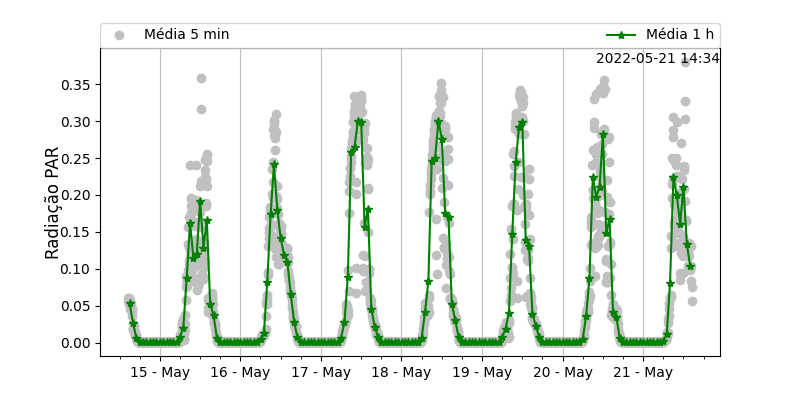 Média 5 min
Média 1 h
2022-05-21 14:34
Radiação PAR
0.35
0.30
0.25
0.20
0.15
0.10
0.05
0.00
15 - May
16 - May
17 - May
18 - May
19 - May
20 - May
21 - May